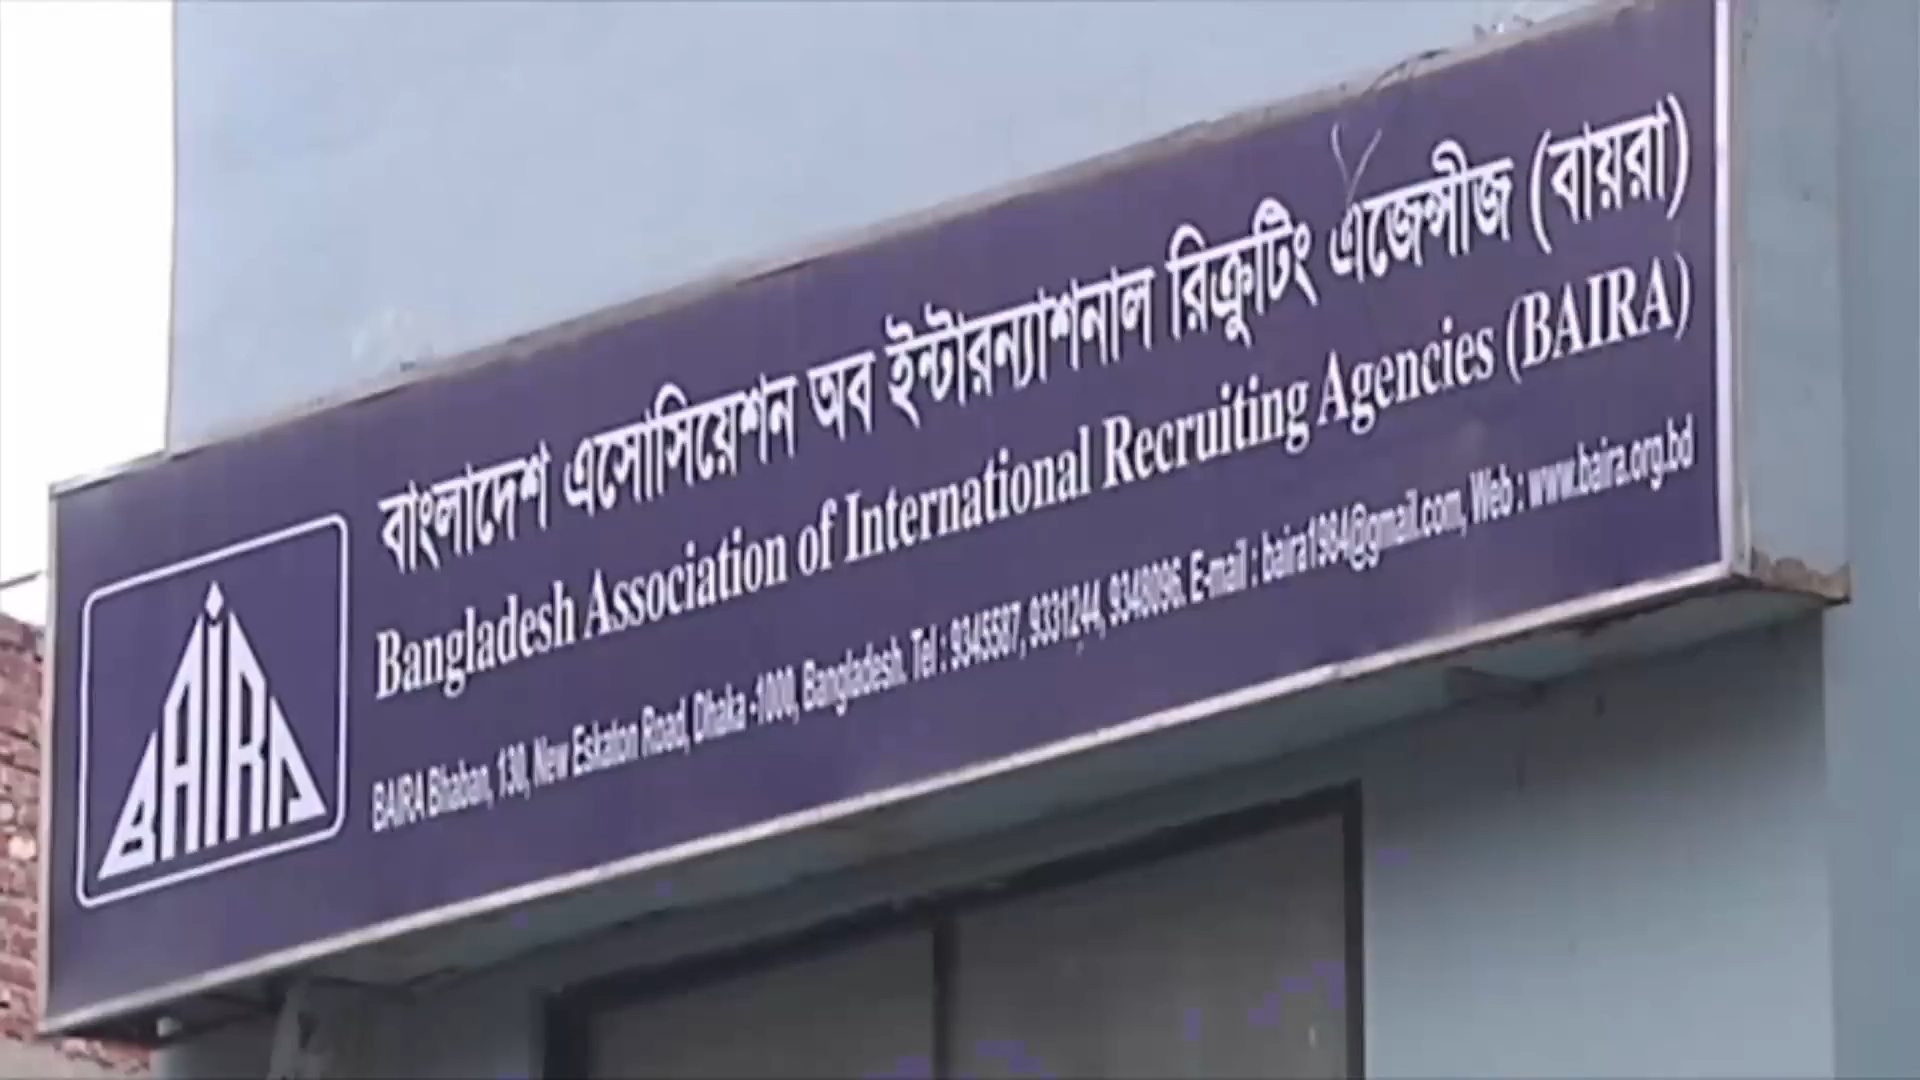 বাংলাদেশ এসোসিয়েশন অব ইন্টারন্যাশনাল রিক্রুটিং এজেন্সীজ (বায়রা)
Bangladesh Association of International Recruiting Agencies (BAIRA)
BAIRA Bhaban, 130, New Eskaton Road, Dhaka -1000, Bangladesh. Tel : 9345587, 9331244, 9348096. E-mail : baira1984@gmail.com, Web : www.baira.org.bd
BAIRA